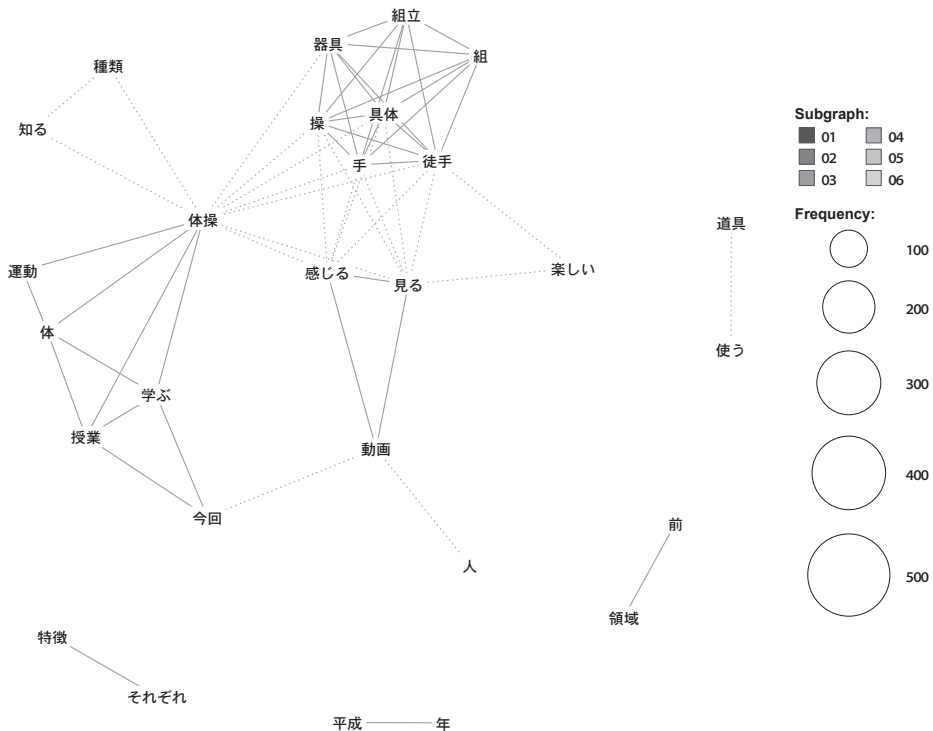 組立
器具
組
種類
具体
操
知る
手
徒手
体操
道具
運動
感じる
見る
楽しい
体
使う
学ぶ
授業
動画
今回
前
人
領域
特徴
それぞれ
平成
年
Subgraph:
01
04
02
05
03
06
Frequency:
100
200
300
400
500